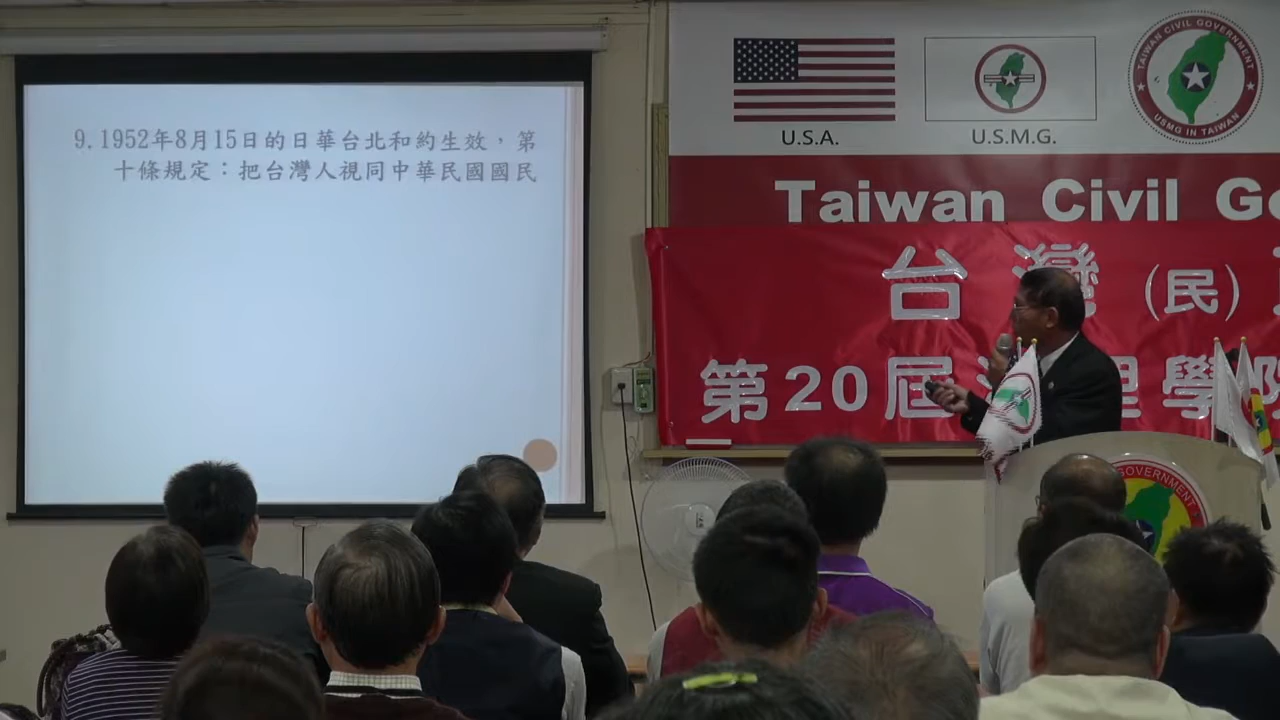 9. 1952年8月15日的日華台北和約生效，第
十條規定：把台灣人視同中華民國國民
U.S.A.
U.S.M.G.
TAIWAN CIVIL GOVERNMENT
USMG IN TAIWAN
Taiwan Civil Go
台灣(民)
第20屆 理學
GOVERNMENT